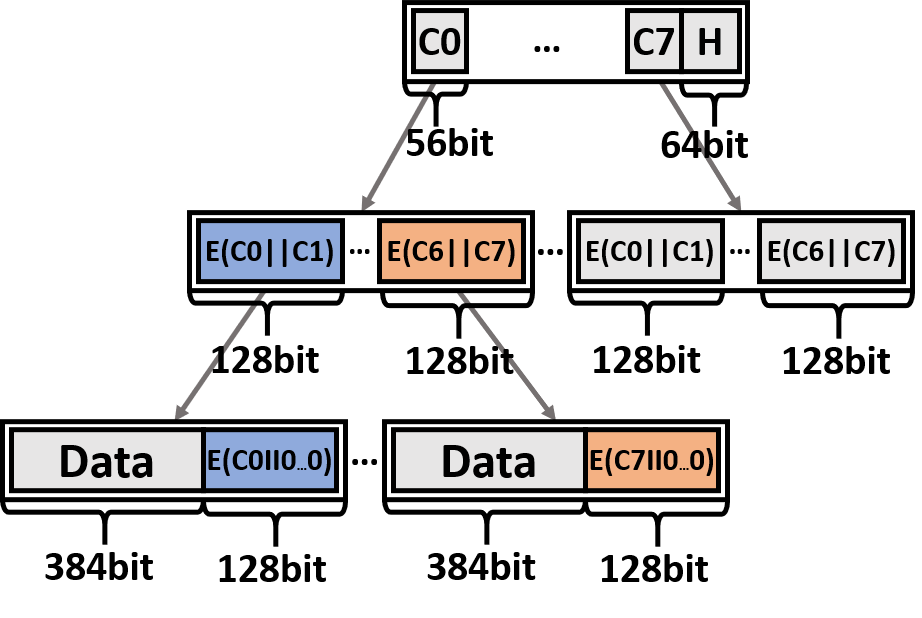 C0 ... C7 H
56bit 64bit
E(C0||C1) ... E(C6||C7) ... E(C0||C1) ... E(C6||C7)
128bit 128bit 128bit 128bit
Data E(C0II0...0) ... Data E(C7II0...0)
384bit 128bit 384bit 128bit